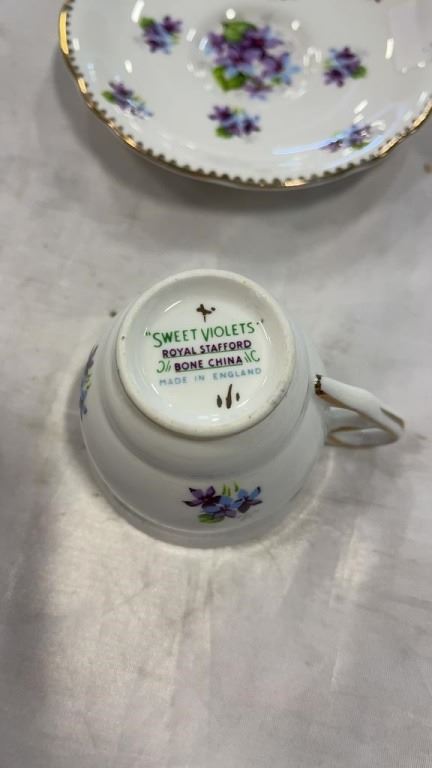 "SWEET VIOLETS"
ROYAL STAFFORD
BONE CHINA
MADE IN ENGLAND